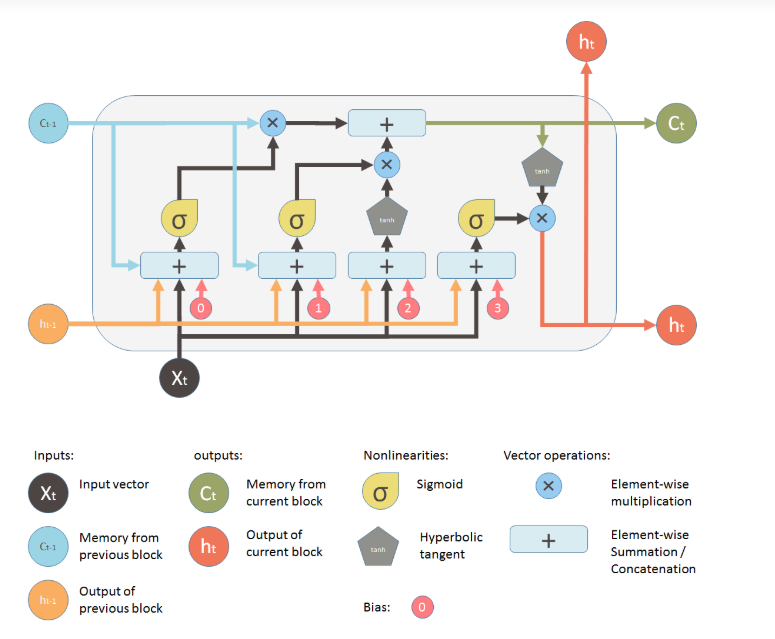 ht
Ct-1
×
+
Ct
tanh
×
σ
σ
tanh
σ
×
+
+
+
+
0
1
2
3
ht-1
ht
Xt
Inputs:
outputs:
Nonlinearities:
Vector operations:
Xt
Input vector
Ct
Memory from
current block
σ
Sigmoid
×
Element-wise
multiplication
Ct-1
Memory from
previous block
ht
Output of
current block
tanh
Hyperbolic
tangent
+
Element-wise
Summation /
Concatenation
ht-1
Output of
previous block
Bias:
0